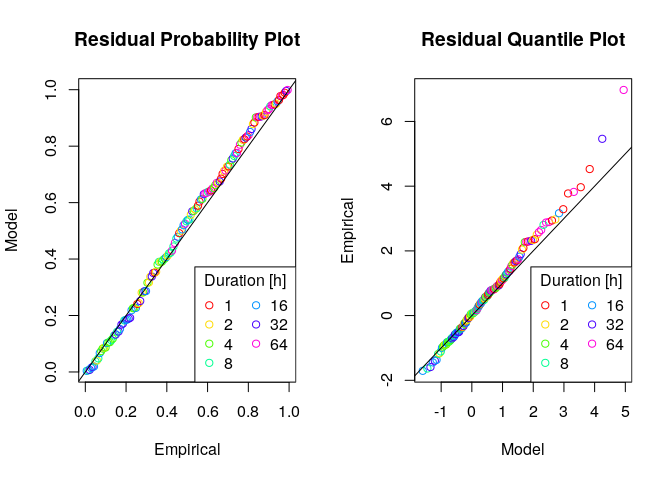 Residual Probability Plot
Model
1.0
0.8
0.6
0.4
0.2
0.0
Duration [h]
1 16
2 32
4 64
8
0.0 0.2 0.4 0.6 0.8 1.0
Empirical
Residual Quantile Plot
Empirical
6
4
2
0
-2
Duration [h]
1 16
2 32
4 64
8
-1 0 1 2 3 4 5
Model